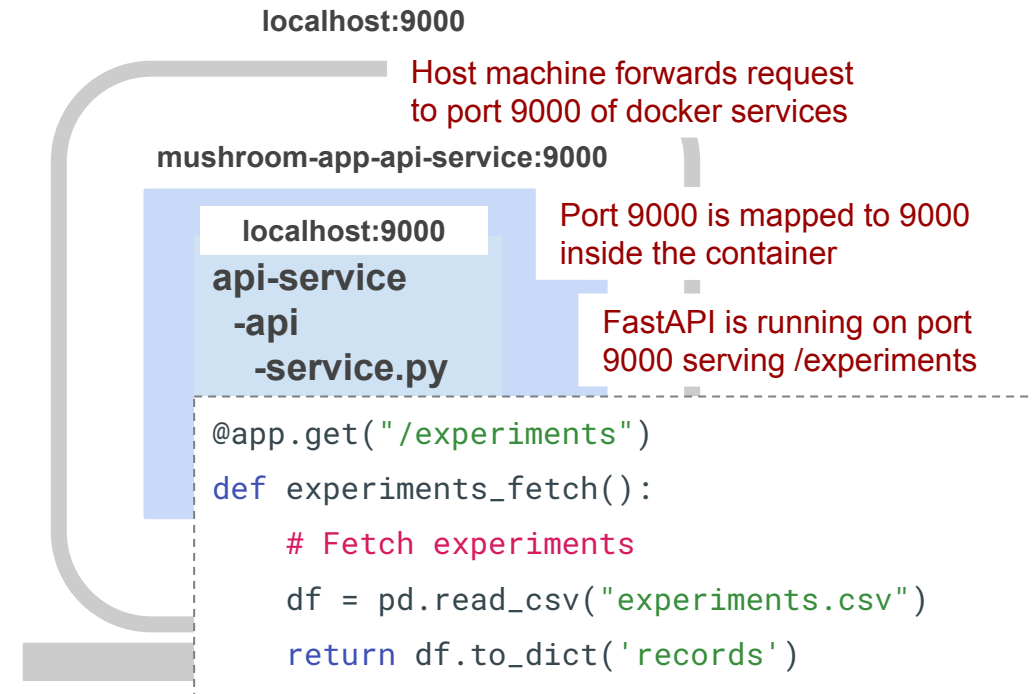 localhost:9000
Host machine forwards request
to port 9000 of docker services
mushroom-app-api-service:9000
Port 9000 is mapped to 9000
inside the container
localhost:9000
api-service
-api
-service.py
FastAPI is running on port
9000 serving /experiments
@app.get("/experiments")
def experiments_fetch():
    # Fetch experiments
    df = pd.read_csv("experiments.csv")
    return df.to_dict('records')